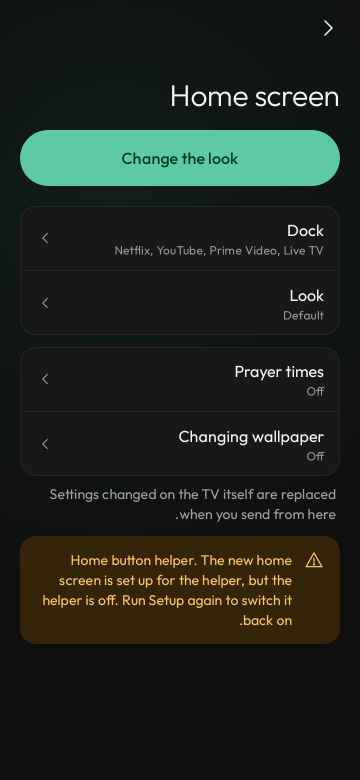 Home screen
Change the look
Dock
Netflix, YouTube, Prime Video, Live TV
Look
Default
Prayer times
Off
Changing wallpaper
Off
Settings changed on the TV itself are replaced
when you send from here.
Home button helper. The new home
screen is set up for the helper, but the
helper is off. Run Setup again to switch it
back on.